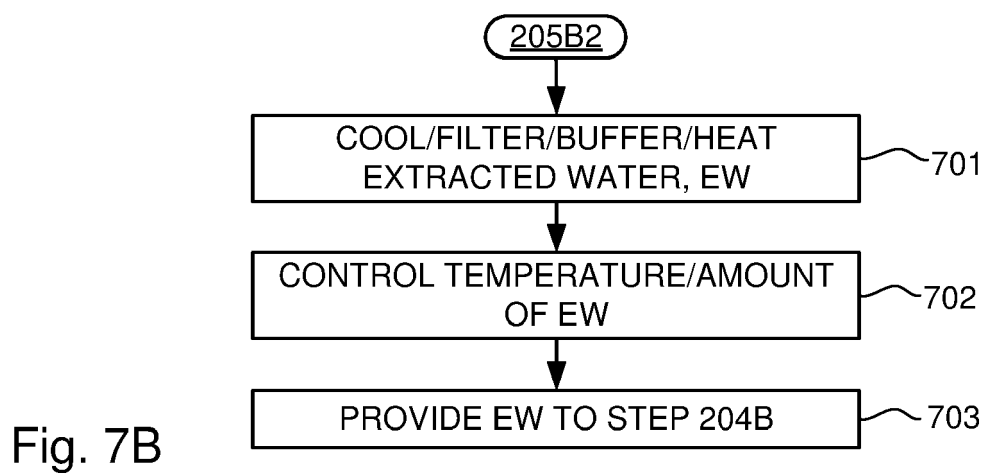 205B2
COOL/FILTER/BUFFER/HEAT
EXTRACTED WATER, EW
701
CONTROL TEMPERATURE/AMOUNT
OF EW
702
PROVIDE EW TO STEP 204B
703
Fig. 7B